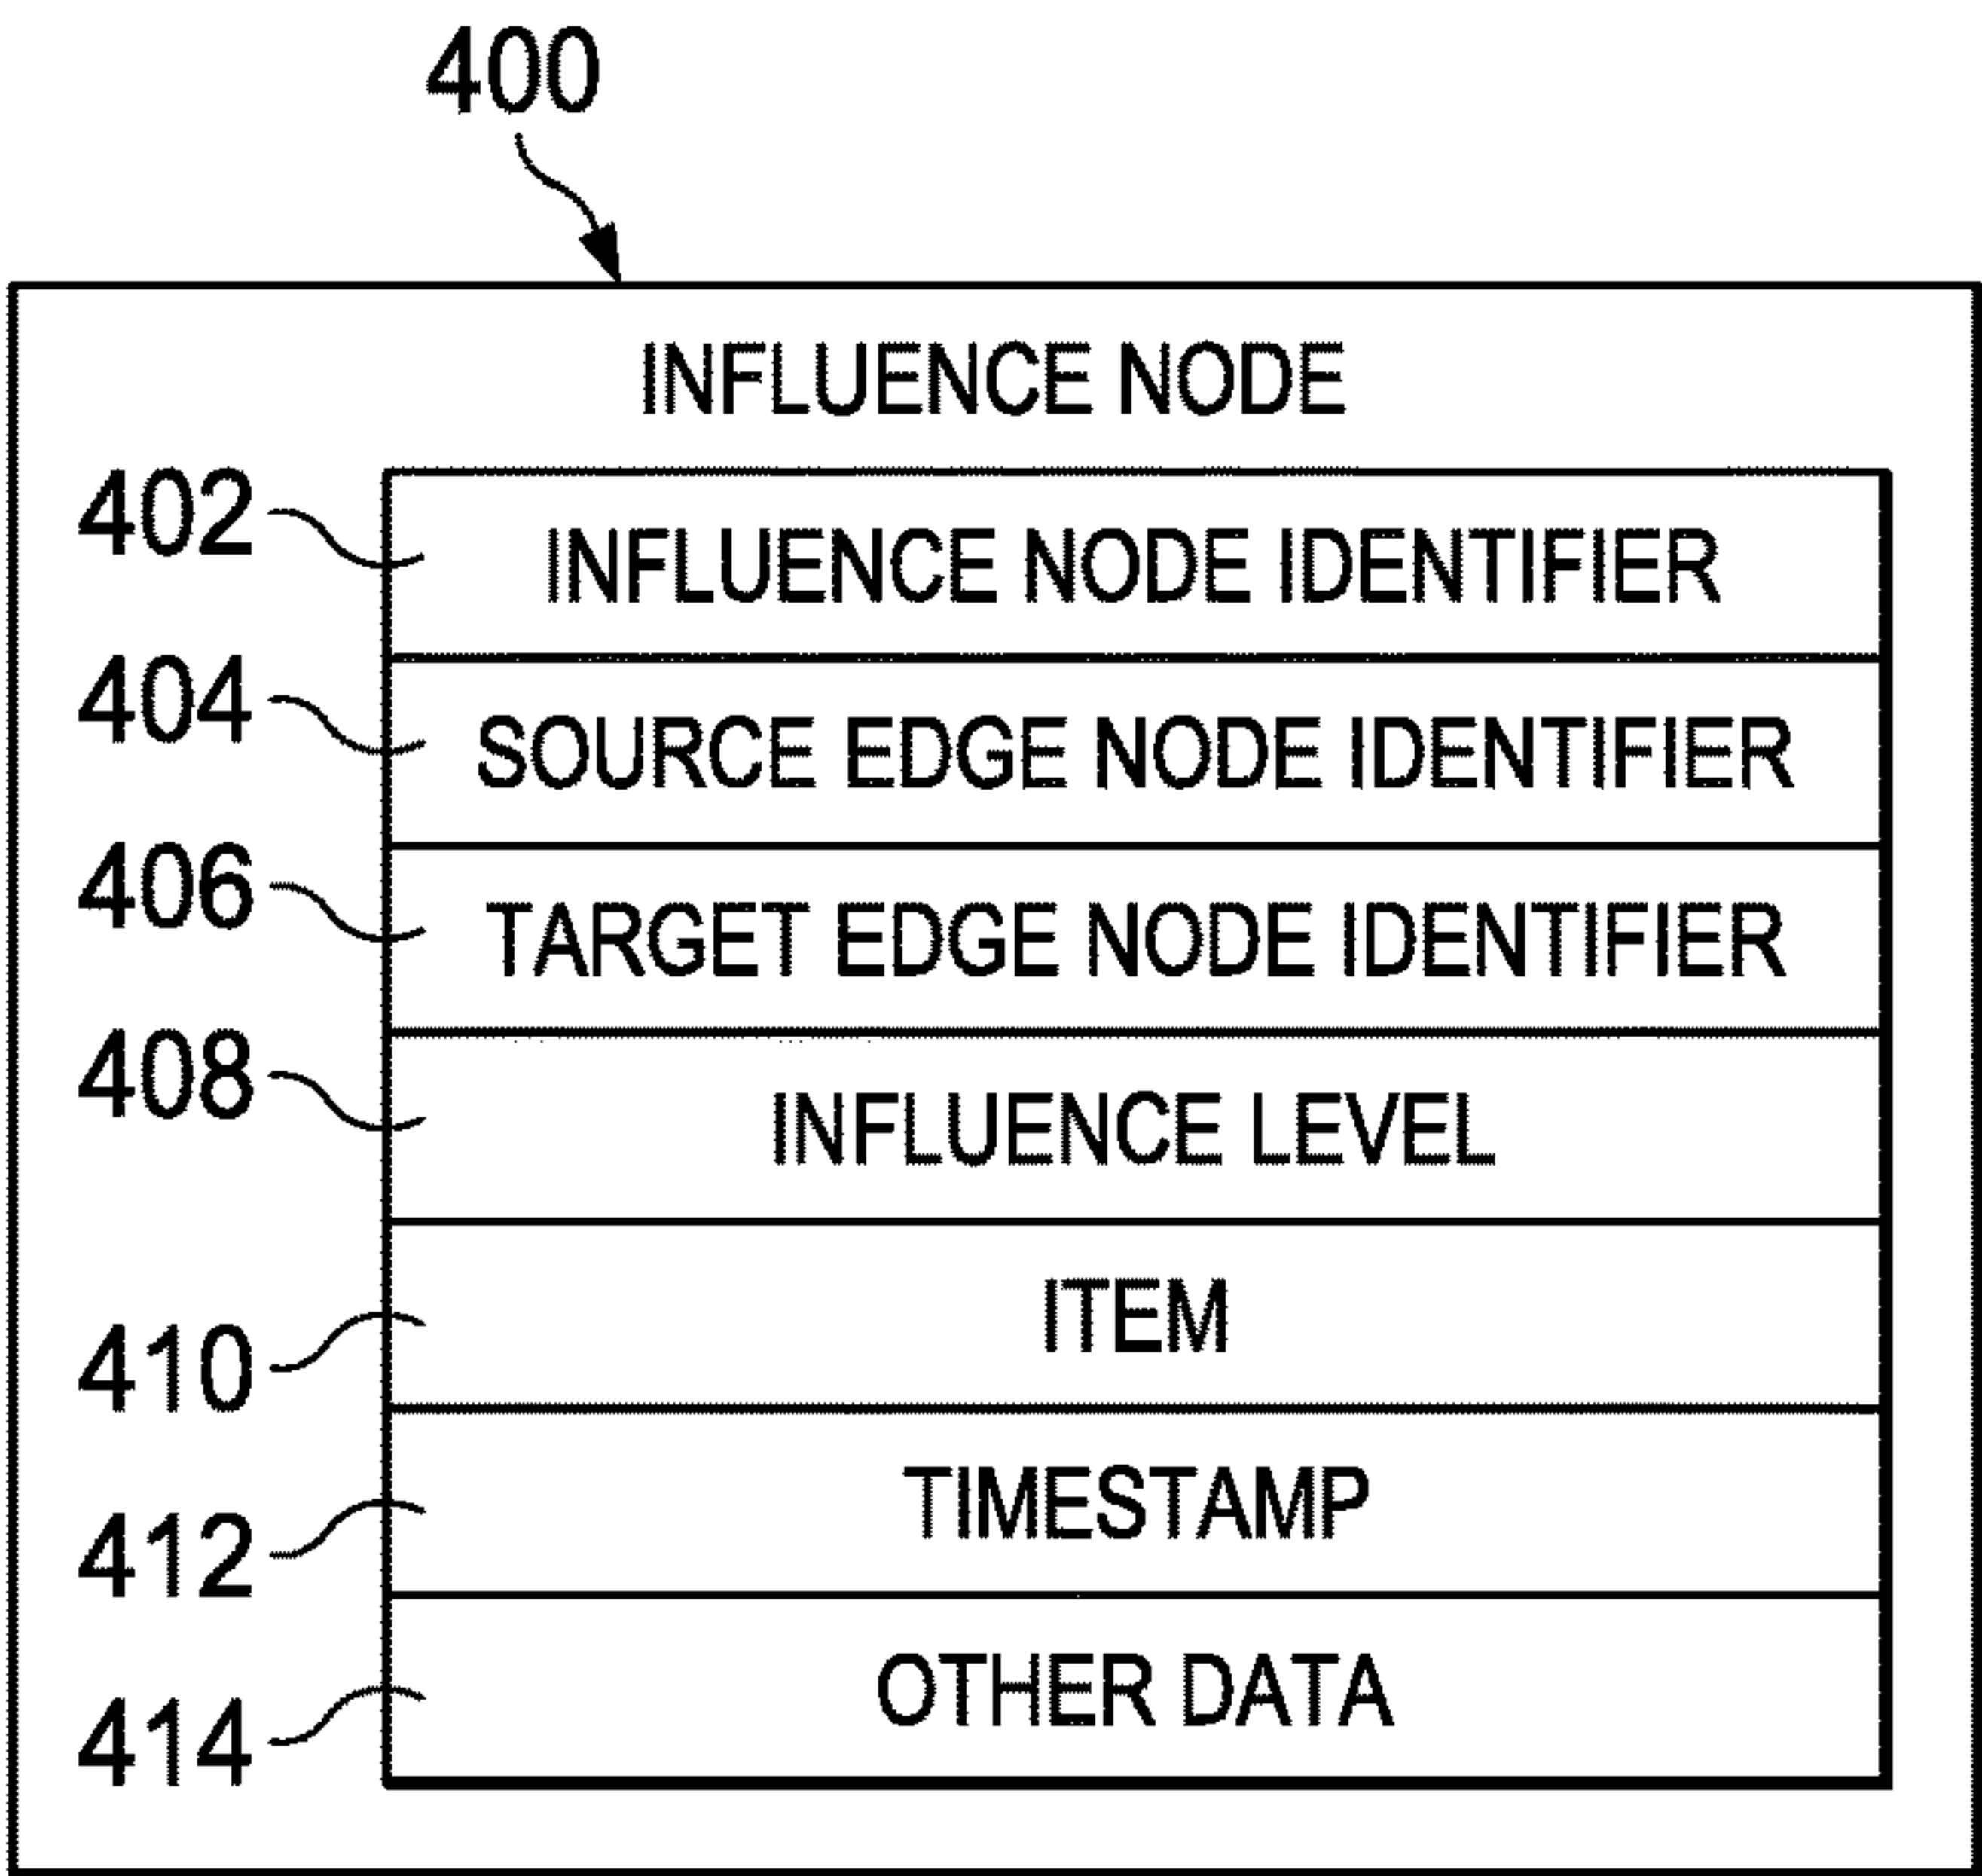 400
INFLUENCE NODE
402 INFLUENCE NODE IDENTIFIER
404 SOURCE EDGE NODE IDENTIFIER
406 TARGET EDGE NODE IDENTIFIER
408 INFLUENCE LEVEL
410 ITEM
412 TIMESTAMP
414 OTHER DATA